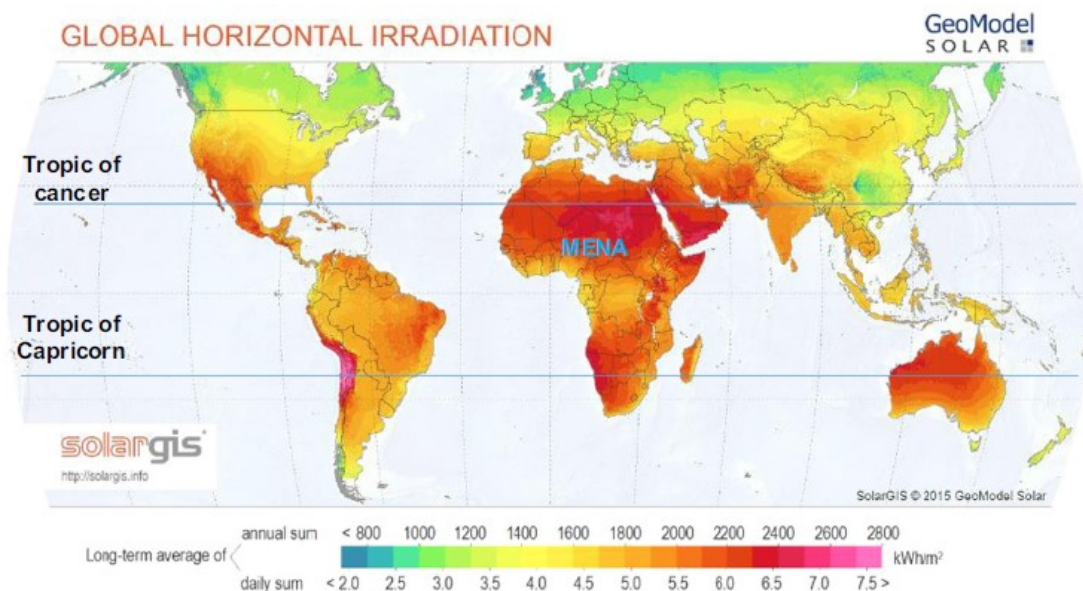 GLOBAL HORIZONTAL IRRADIATION
GeoModel
SOLAR
Tropic of
cancer
MENA
Tropic of
Capricorn
solargis
http://solargis.info
SolarGIS © 2015 GeoModel Solar
annual sum < 800 1000 1200 1400 1600 1800 2000 2200 2400 2600 2800
Long-term average of kWh/m²
daily sum < 2.0 2.5 3.0 3.5 4.0 4.5 5.0 5.5 6.0 6.5 7.0 7.5 >